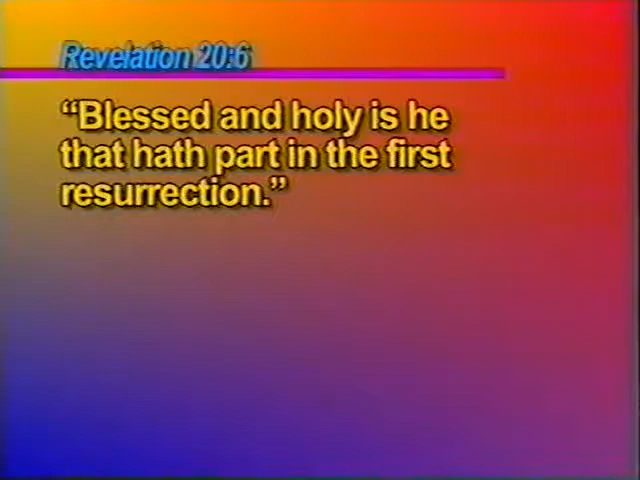 Revelation 20:6
“Blessed and holy is he
that hath part in the first
resurrection.”